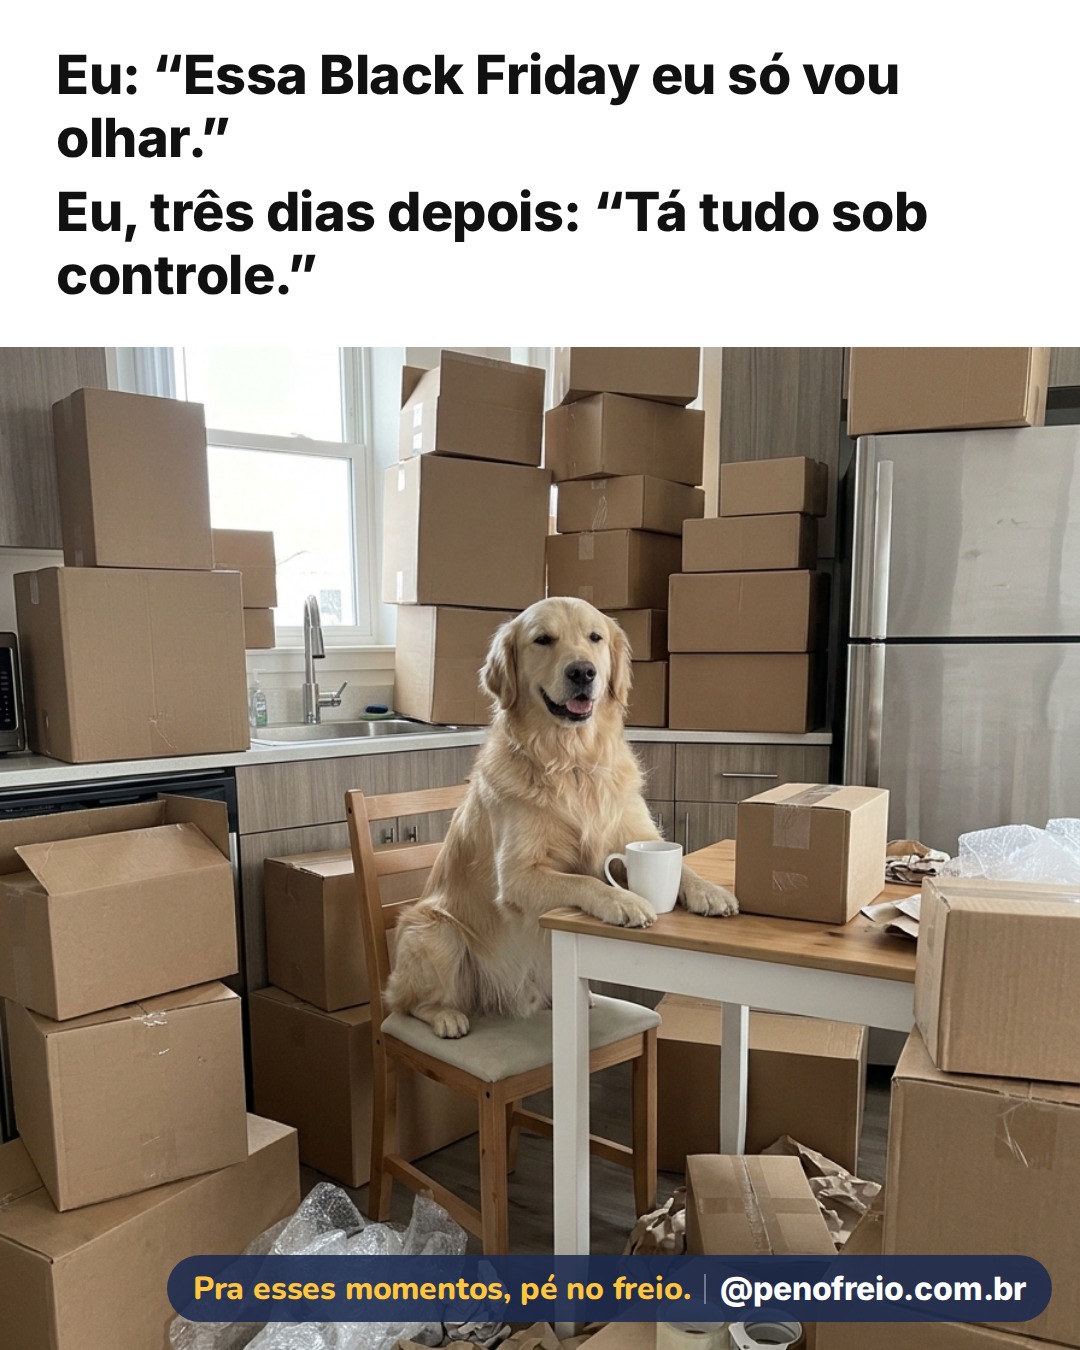 Eu: “Essa Black Friday eu só vou
olhar.”
Eu, três dias depois: “Tá tudo sob
controle.”
Pra esses momentos, pé no freio. | @penofreio.com.br